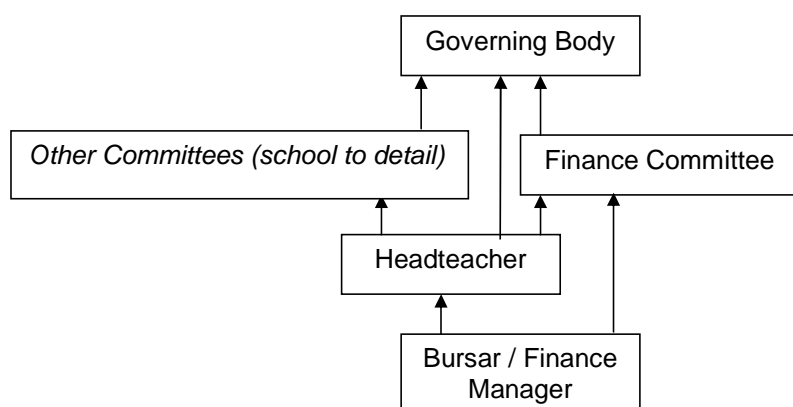 Governing Body
Other Committees (school to detail)
Finance Committee
Headteacher
Bursar / Finance
Manager